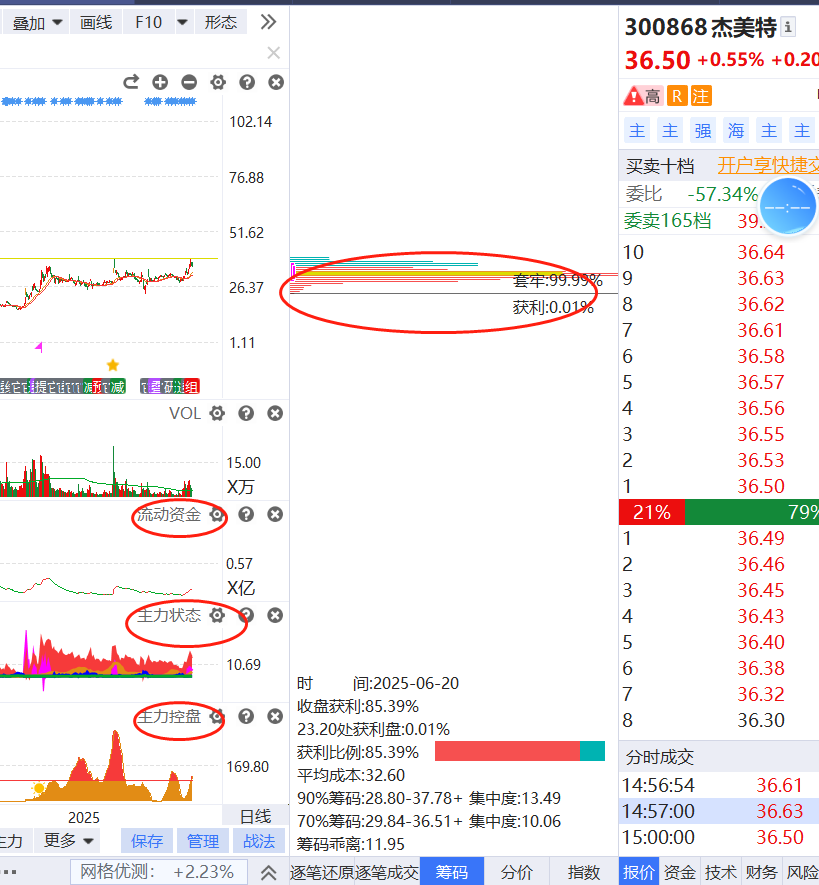 叠加 画线 F10 形态
102.14
76.88
51.62
26.37
1.11
VOL
15.00
X万
流动资金
0.57
X亿
主力状态
10.69
主力控盘
169.80
2025 日线
更多 保存 管理 战法
网格优测: +2.23%
套牢:99.99%
获利:0.01%
时 间:2025-06-20
收盘获利:85.39%
23.20处获利盘:0.01%
获利比例:85.39%
平均成本:32.60
90%筹码:28.80-37.78+ 集中度:13.49
70%筹码:29.84-36.51+ 集中度:10.06
筹码乖离:11.95
逐笔还原 逐笔成交 筹码 分价 指数
300868 杰美特
36.50 +0.55% +0.20
高 R 注
主 主 强 海 主 主
买卖十档 开户享快捷交
委比 -57.34%
委卖165档 39.
10 36.64
9 36.63
8 36.62
7 36.61
6 36.58
5 36.57
4 36.56
3 36.55
2 36.53
1 36.50
21% 79%
1 36.49
2 36.46
3 36.45
4 36.43
5 36.40
6 36.38
7 36.32
8 36.30
分时成交
14:56:54 36.61
14:57:00 36.63
15:00:00 36.50
报价 资金 技术 财务 风险